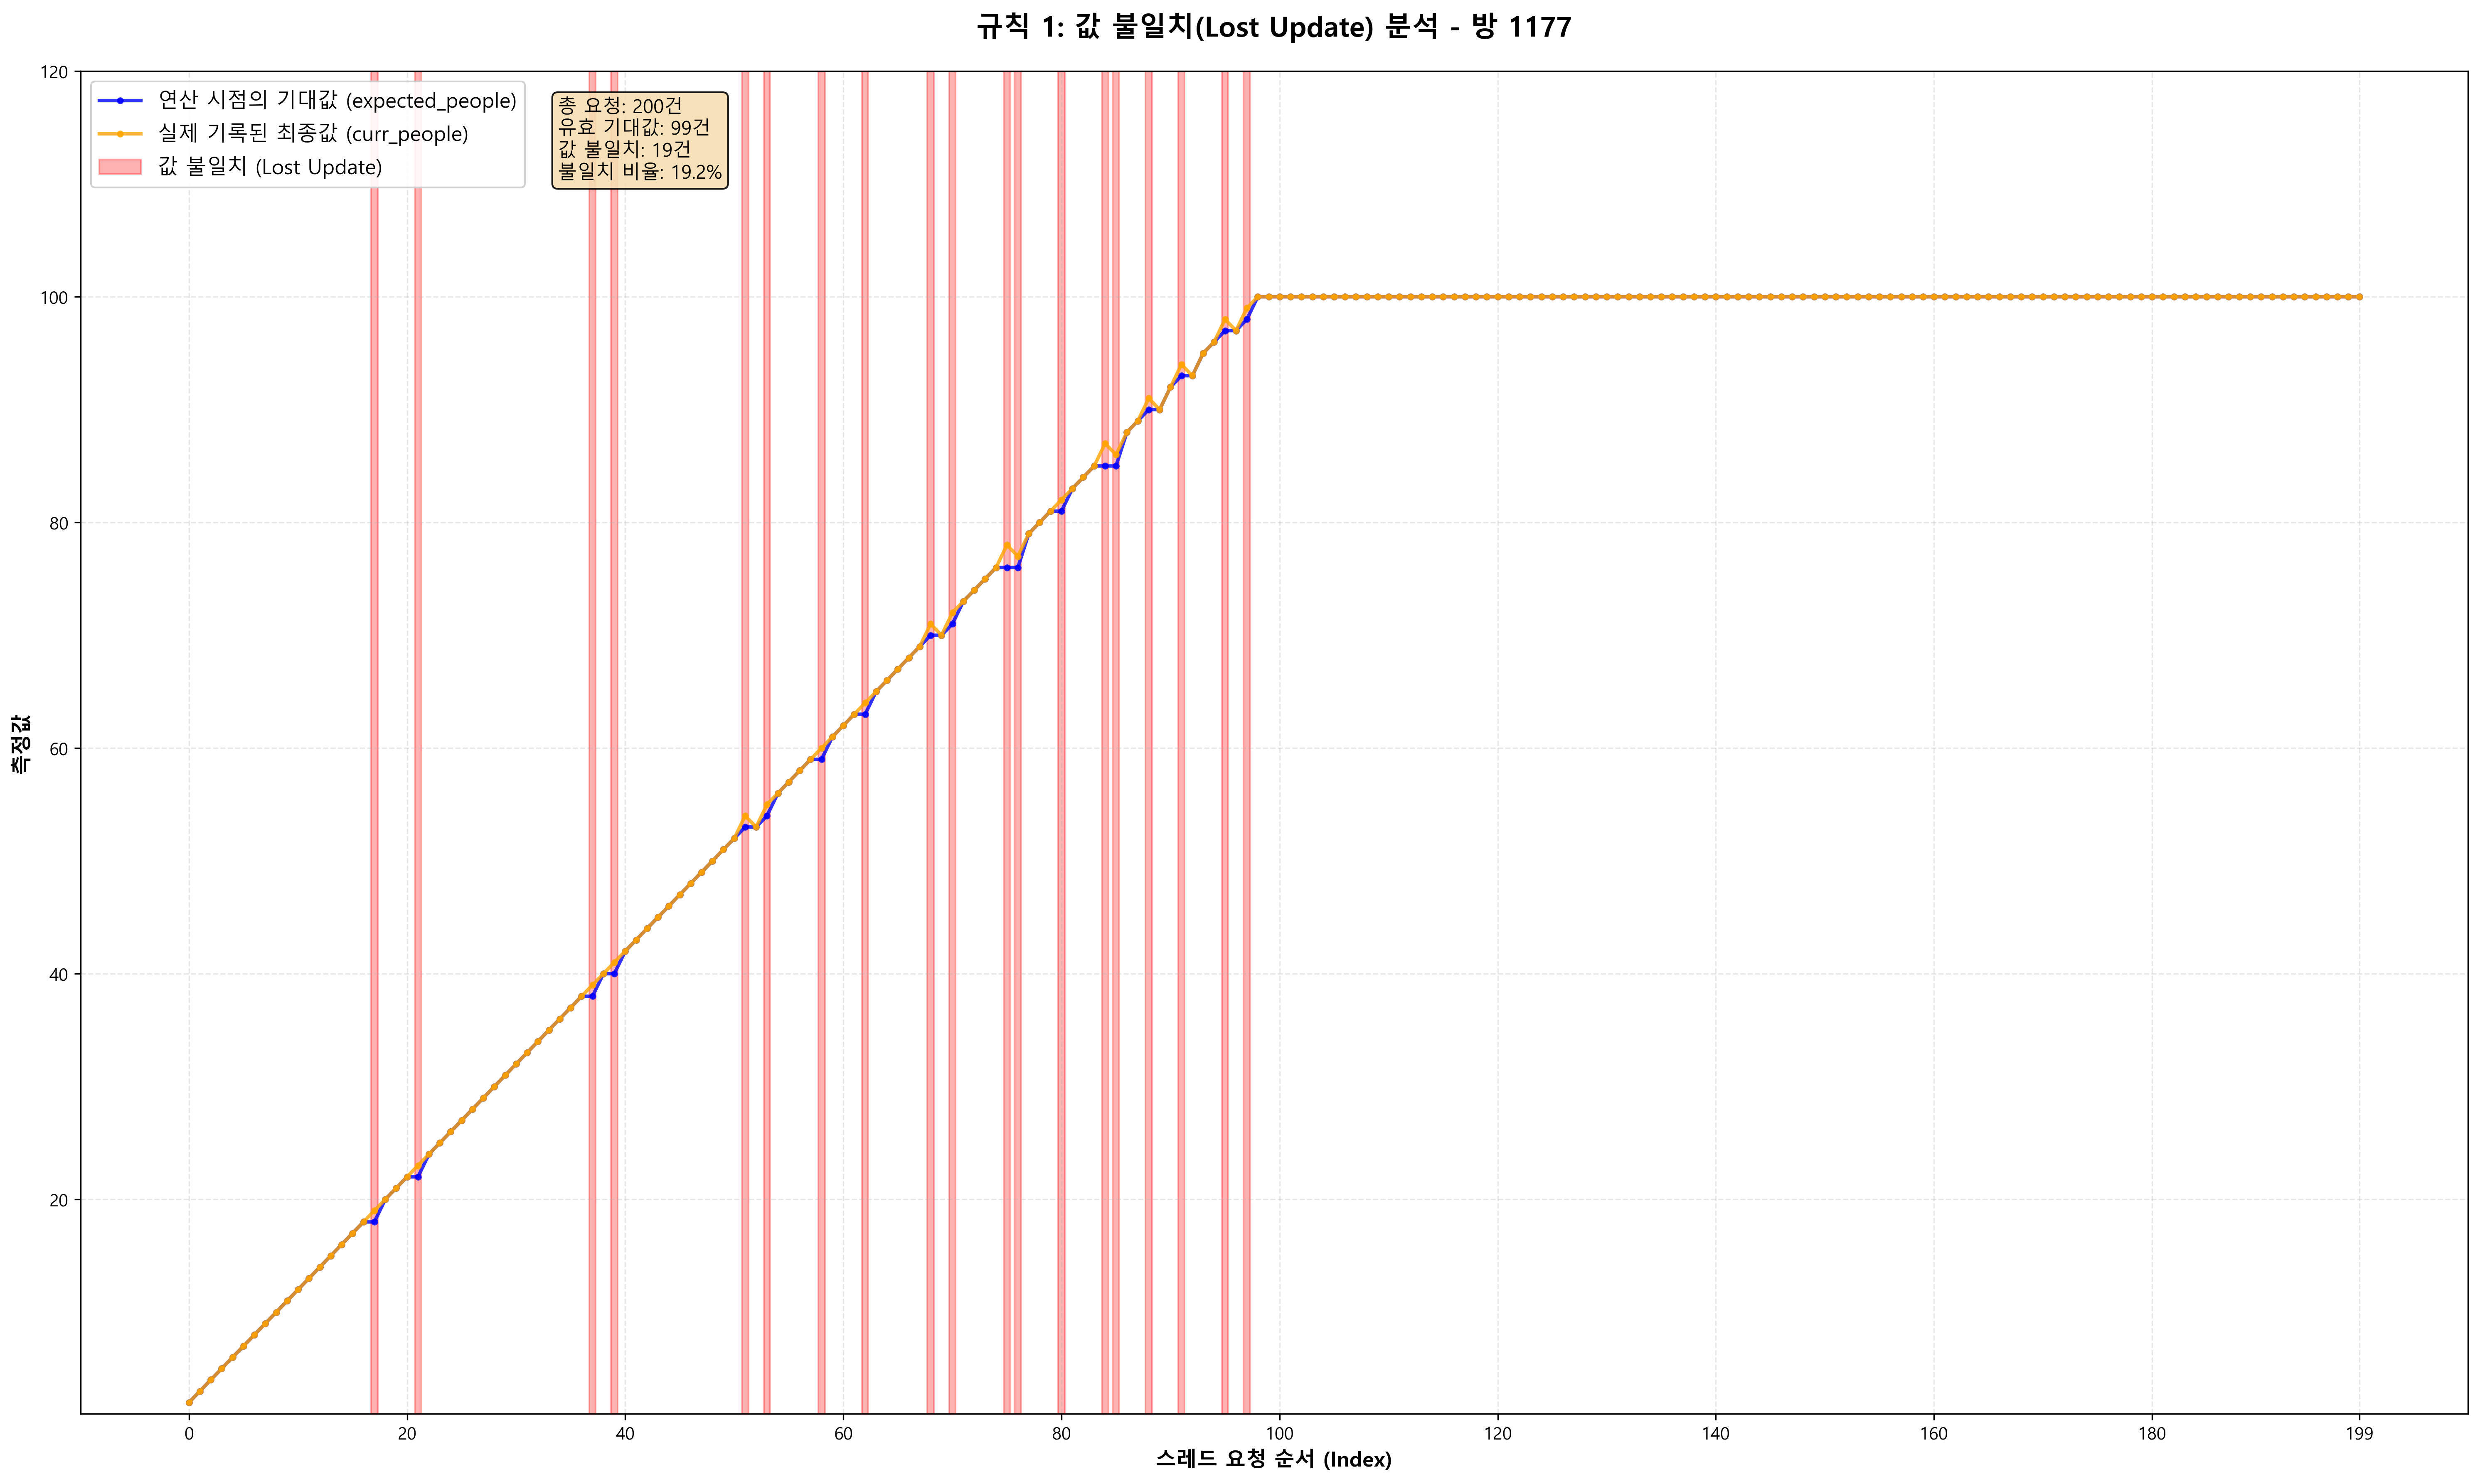 규칙 1: 값 불일치(Lost Update) 분석 - 방 1177
연산 시점의 기대값 (expected_people)
실제 기록된 최종값 (curr_people)
값 불일치 (Lost Update)
총 요청: 200건
유효 기대값: 99건
값 불일치: 19건
불일치 비율: 19.2%
120
100
80
60
40
20
측정값
0 20 40 60 80 100 120 140 160 180 199
스레드 요청 순서 (Index)